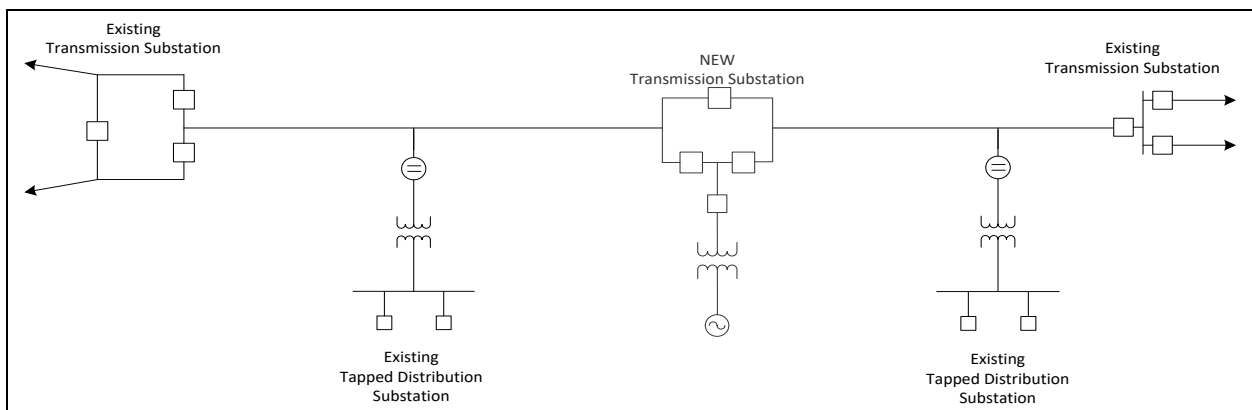 Existing
Transmission Substation
NEW
Transmission Substation
Existing
Transmission Substation
Existing
Tapped Distribution
Substation
Existing
Tapped Distribution
Substation